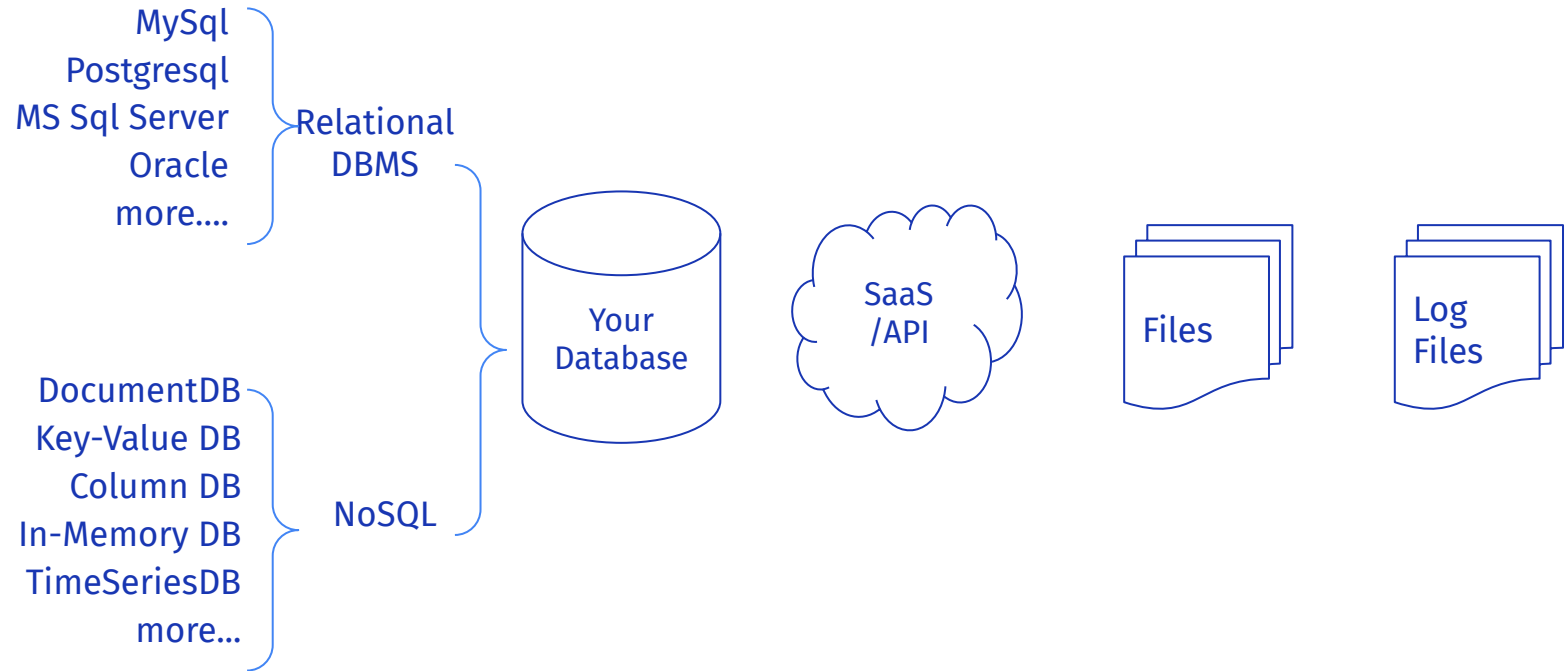 MySql
Postgresql
MS Sql Server
Oracle
more....
Relational
DBMS
DocumentDB
Key-Value DB
Column DB
In-Memory DB
TimeSeriesDB
more...
NoSQL
Your
Database
SaaS
/API
Files
Log
Files